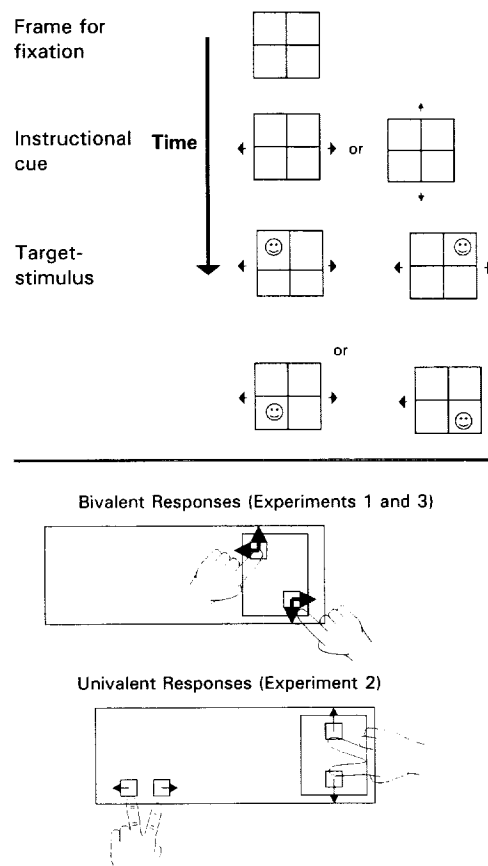 Frame for
fixation
Instructional
cue
Time
or
Target-
stimulus
or
Bivalent Responses (Experiments 1 and 3)
Univalent Responses (Experiment 2)